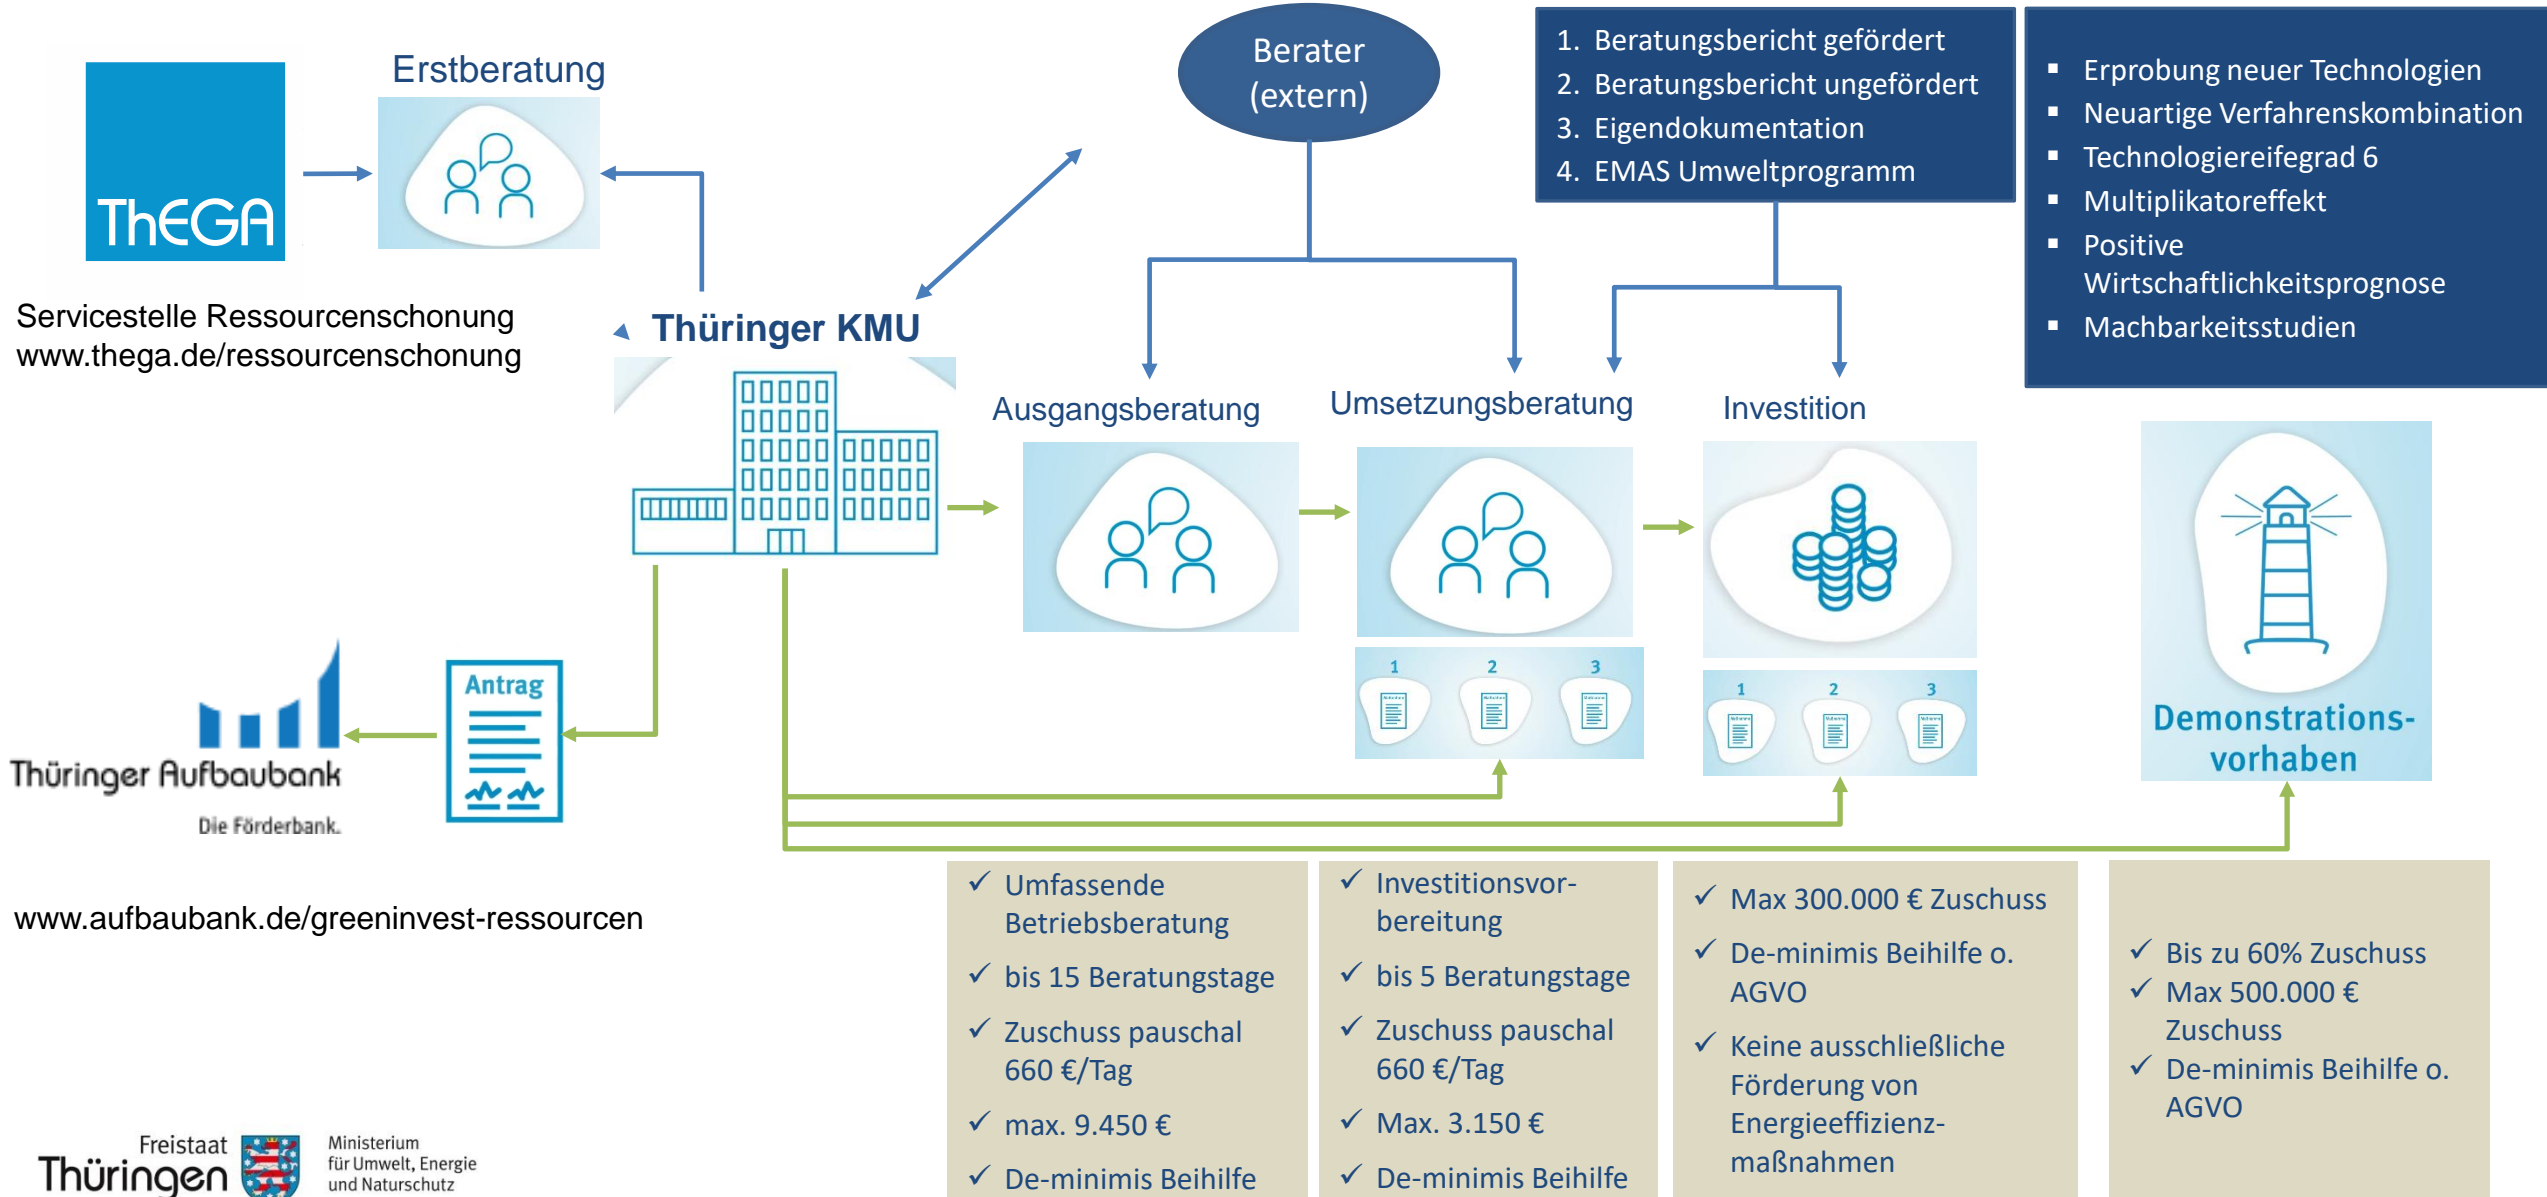 ThEGA
Erstberatung
Servicestelle Ressourcenschonung
www.thega.de/ressourcenschonung
Berater
(extern)
1. Beratungsbericht gefördert
2. Beratungsbericht ungefördert
3. Eigendokumentation
4. EMAS Umweltprogramm
▪ Erprobung neuer Technologien
▪ Neuartige Verfahrenskombination
▪ Technologiereifegrad 6
▪ Multiplikatoreffekt
▪ Positive
Wirtschaftlichkeitsprognose
▪ Machbarkeitsstudien
Thüringer KMU
Ausgangsberatung
Umsetzungsberatung
Investition
1 2 3
1 2 3
Demonstrations-
vorhaben
Antrag
Thüringer Aufbaubank
Die Förderbank.
www.aufbaubank.de/greeninvest-ressourcen
✓ Umfassende
Betriebsberatung
✓ bis 15 Beratungstage
✓ Zuschuss pauschal
660 €/Tag
✓ max. 9.450 €
✓ De-minimis Beihilfe
✓ Investitionsvor-
bereitung
✓ bis 5 Beratungstage
✓ Zuschuss pauschal
660 €/Tag
✓ Max. 3.150 €
✓ De-minimis Beihilfe
✓ Max 300.000 € Zuschuss
✓ De-minimis Beihilfe o.
AGVO
✓ Keine ausschließliche
Förderung von
Energieeffizienz-
maßnahmen
✓ Bis zu 60% Zuschuss
✓ Max 500.000 €
Zuschuss
✓ De-minimis Beihilfe o.
AGVO
Freistaat
Thüringen
Ministerium
für Umwelt, Energie
und Naturschutz